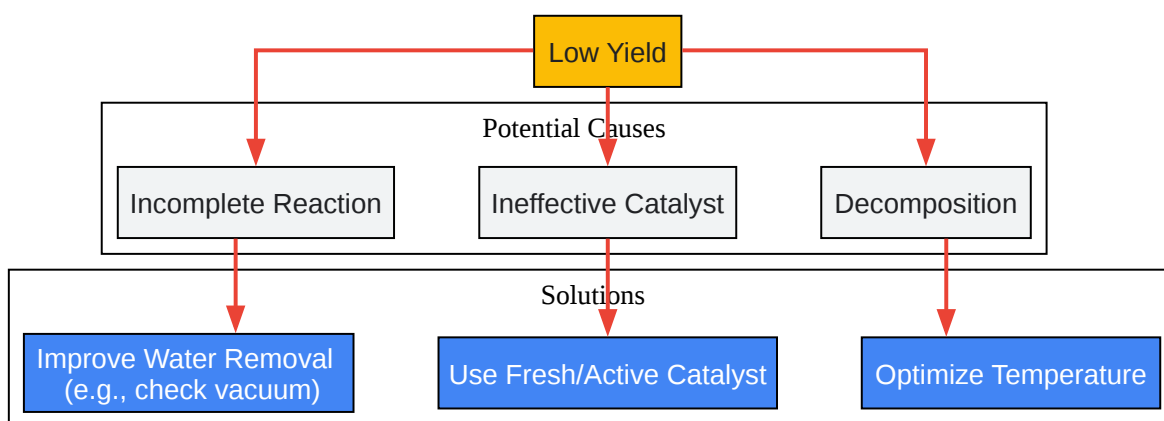 Low Yield
Potential Causes
Incomplete Reaction
Ineffective Catalyst
Decomposition
Solutions
Improve Water Removal
(e.g., check vacuum)
Use Fresh/Active Catalyst
Optimize Temperature